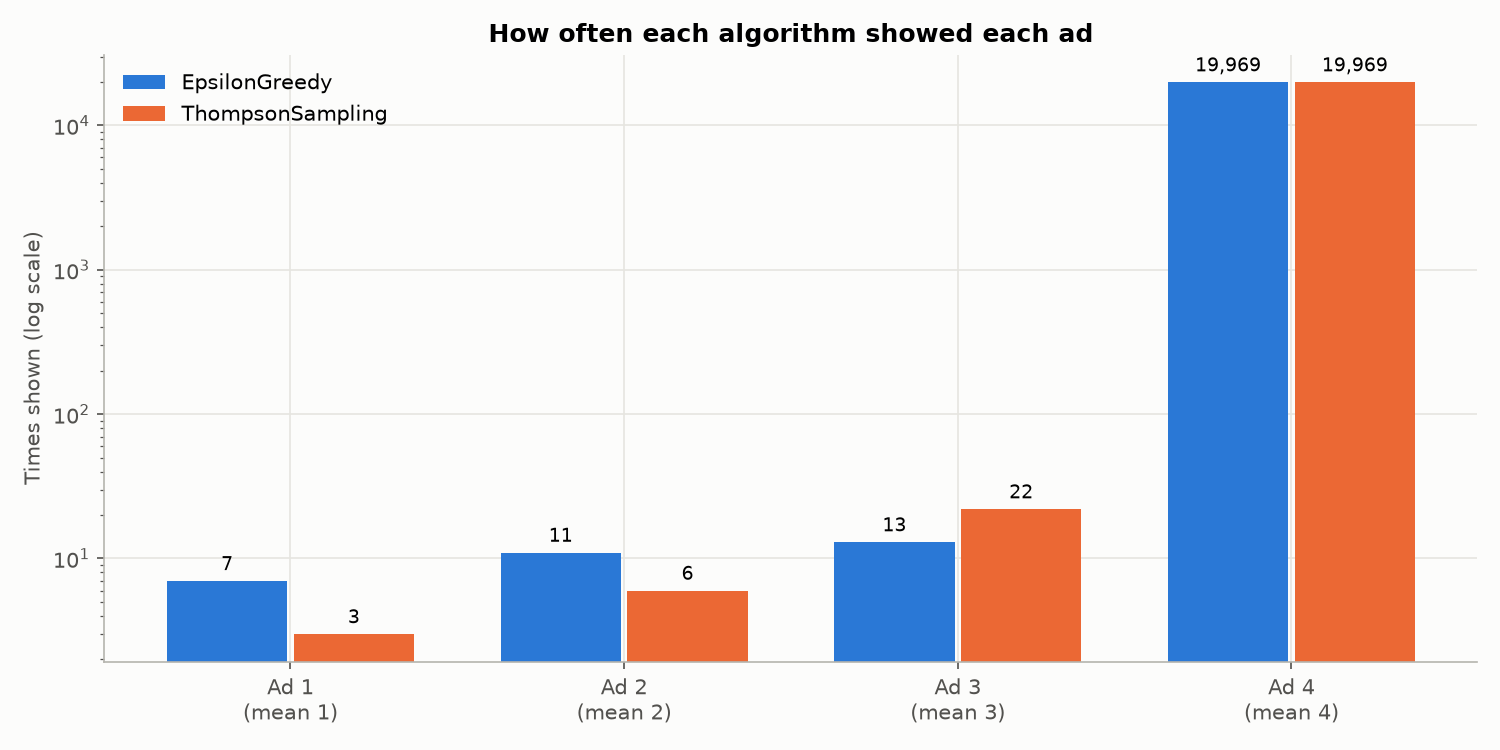 How often each algorithm showed each ad
EpsilonGreedy
ThompsonSampling
Times shown (log scale)
10⁴
10³
10²
10¹
7
3
11
6
13
22
19,969
19,969
Ad 1
(mean 1)
Ad 2
(mean 2)
Ad 3
(mean 3)
Ad 4
(mean 4)